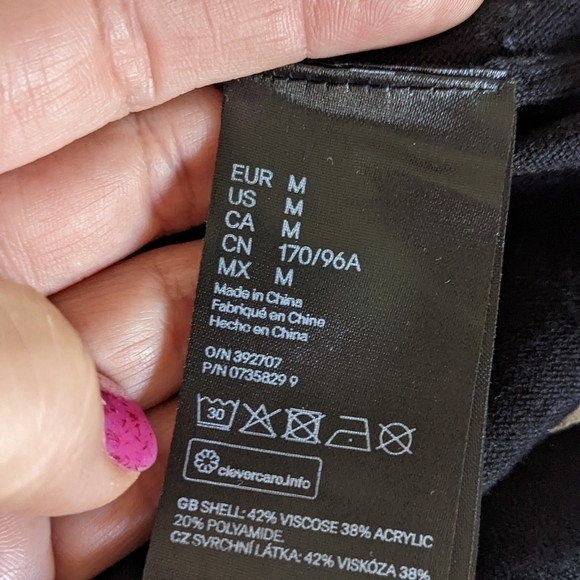 EUR M
US M
CA M
CN 170/96A
MX M
Made in China
Fabriqué en Chine
Hecho en China
O/N 392707
P/N 0735829 9
30
clevercare.info
GB SHELL: 42% VISCOSE 38% ACRYLIC
20% POLYAMIDE.
CZ SVRCHNÍ LÁTKA: 42% VISKÓZA 38%